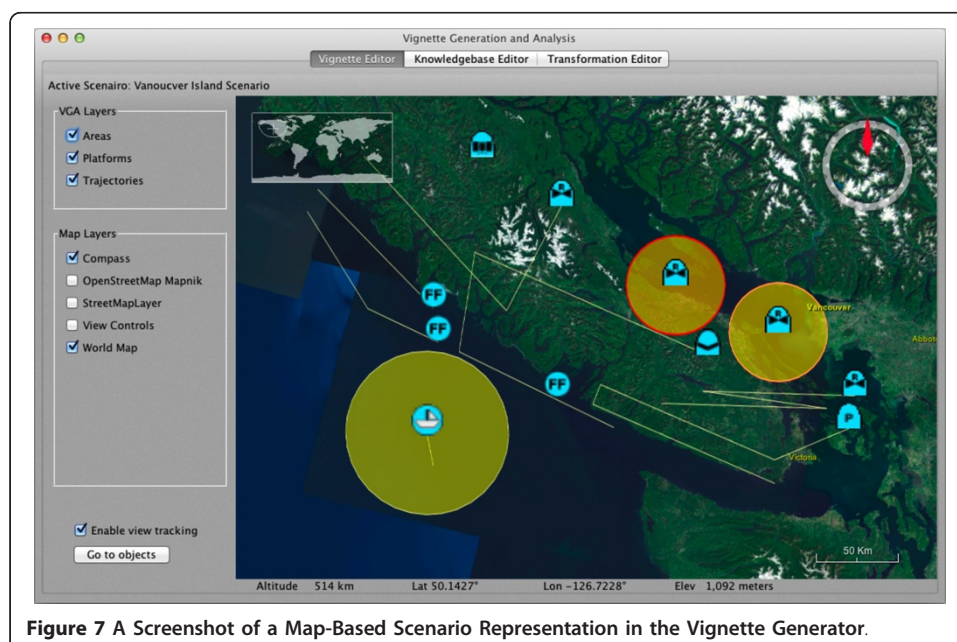 Vignette Generation and Analysis
Vignette Editor Knowledgebase Editor Transformation Editor
Active Scenairo: Vanoucver Island Scenario
VGA Layers
Areas
Platforms
Trajectories
Map Layers
Compass
OpenStreetMap Mapnik
StreetMapLayer
View Controls
World Map
Enable view tracking
Go to objects
R
R
R
Vancouver
Abbots
FF
FF
FF
R
P
Victoria
50 Km
Altitude 514 km Lat 50.1427° Lon -126.7228° Elev 1,092 meters
Figure 7 A Screenshot of a Map-Based Scenario Representation in the Vignette Generator.